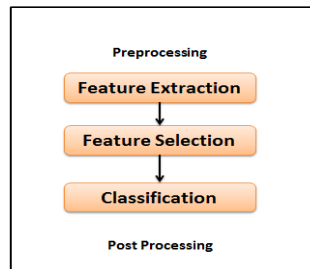 Preprocessing
Feature Extraction
Feature Selection
Classification
Post Processing